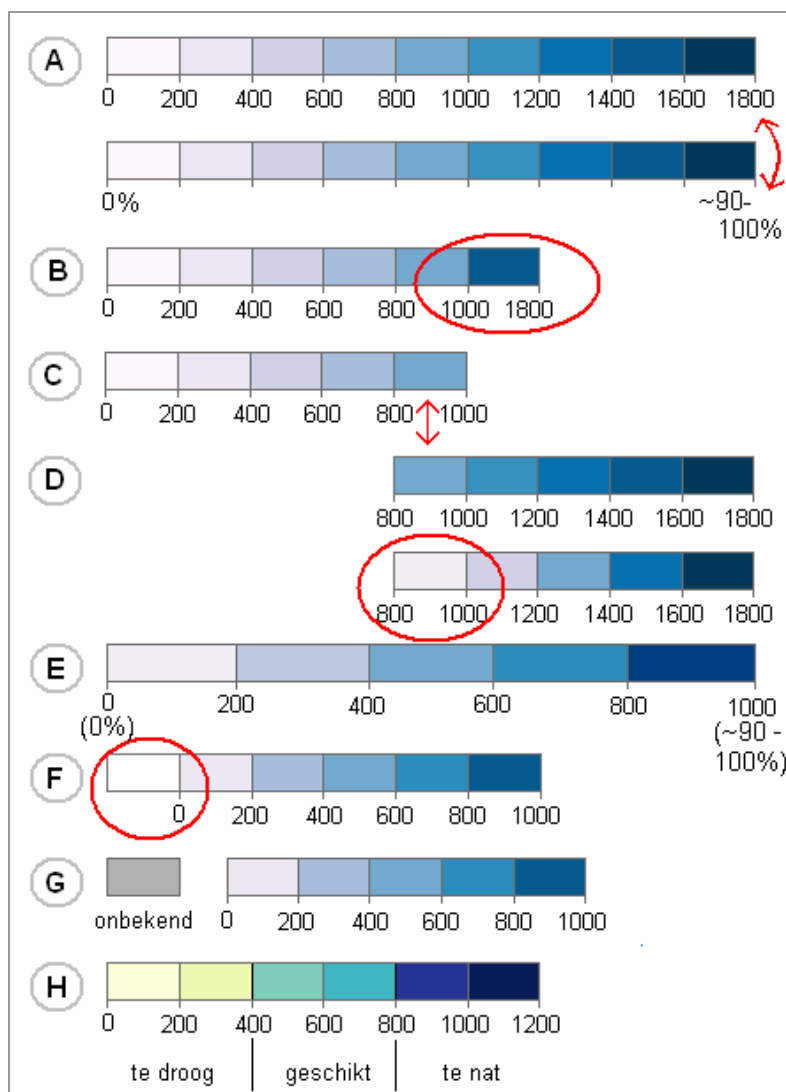 A
0 200 400 600 800 1000 1200 1400 1600 1800
0% ~90-
100%
B
0 200 400 600 800 1000 1800
C
0 200 400 600 800 1000
D
800 1000 1200 1400 1600 1800
800 1000 1200 1400 1600 1800
E
0 200 400 600 800 1000
(0%) (~90 -
100%)
F
0 200 400 600 800 1000
G
onbekend 0 200 400 600 800 1000
H
0 200 400 600 800 1000 1200
te droog geschikt te nat